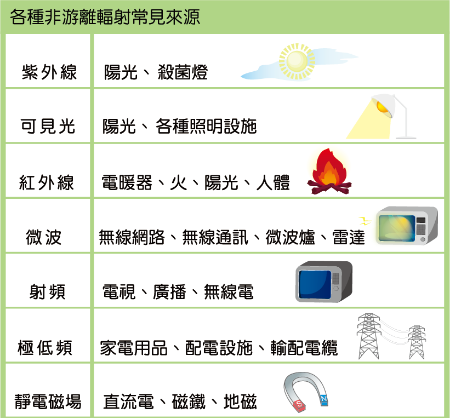 各種非游離輻射常見來源
紫外線 陽光、殺菌燈
可見光 陽光、各種照明設施
紅外線 電暖器、火、陽光、人體
微波 無線網路、無線通訊、微波爐、雷達
射頻 電視、廣播、無線電
極低頻 家電用品、配電設施、輸配電纜
靜電磁場 直流電、磁鐵、地磁
S N